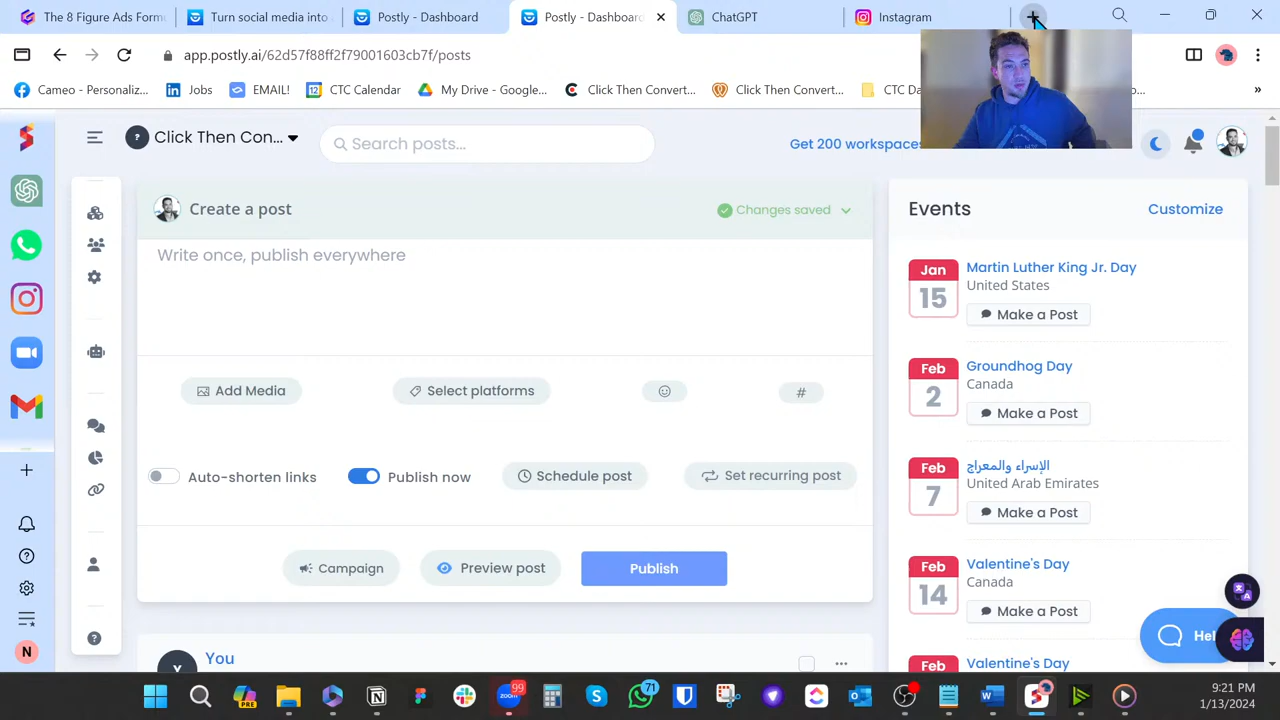 The 8 Figure Ads Form
Turn social media into
Postly - Dashboard
Postly - Dashboard
ChatGPT
Instagram
app.postly.ai/62d57f88ff2f79001603cb7f/posts
Cameo - Personaliz...
Jobs
EMAIL!
CTC Calendar
My Drive - Google...
Click Then Convert...
Click Then Convert...
CTC Da
Click Then Con...
Search posts...
Get 200 workspaces
Create a post
Changes saved
Write once, publish everywhere
Add Media
Select platforms
#
Auto-shorten links
Publish now
Schedule post
Set recurring post
Campaign
Preview post
Publish
You
Y
Events
Customize
Jan
15
Martin Luther King Jr. Day
United States
Make a Post
Feb
2
Groundhog Day
Canada
Make a Post
Feb
7
الإسراء والمعراج
United Arab Emirates
Make a Post
Feb
14
Valentine's Day
Canada
Make a Post
Feb
Valentine's Day
Hel
N
PRE
99
71
9:21 PM
1/13/2024